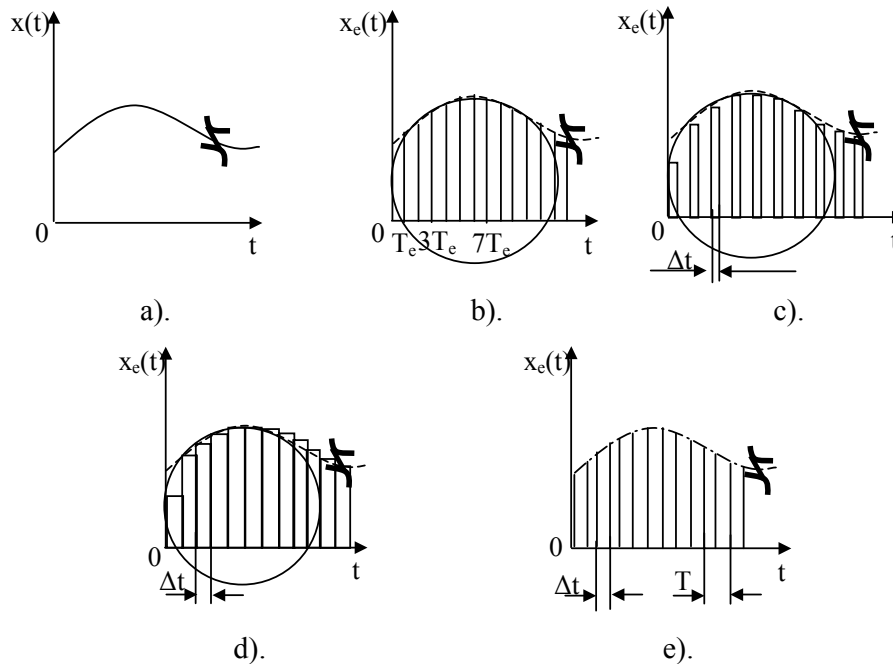 x(t)
0
t
a).
xₑ(t)
0
Tₑ 3Tₑ 7Tₑ
t
b).
xₑ(t)
0
t
Δt
c).
xₑ(t)
0
t
Δt
d).
xₑ(t)
0
t
Δt
T
e).